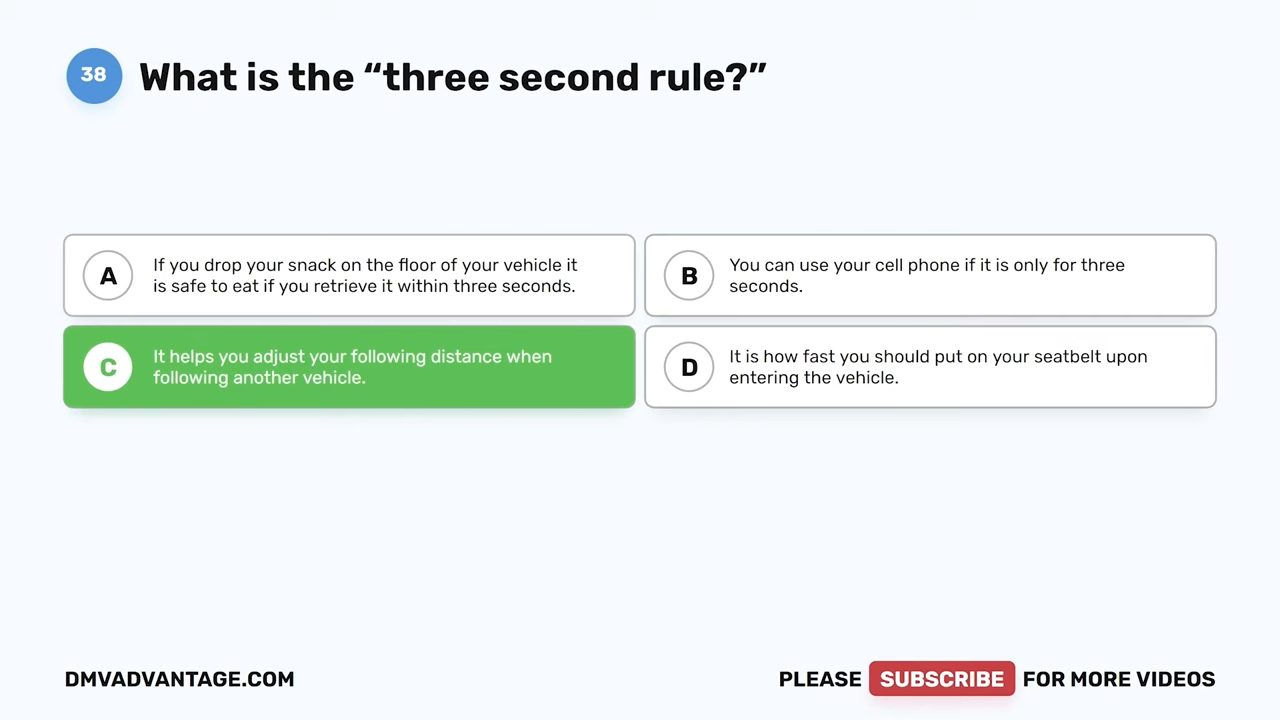 38
What is the “three second rule?”
A
If you drop your snack on the floor of your vehicle it
is safe to eat if you retrieve it within three seconds.
B
You can use your cell phone if it is only for three
seconds.
C
It helps you adjust your following distance when
following another vehicle.
D
It is how fast you should put on your seatbelt upon
entering the vehicle.
DMVADVANTAGE.COM
PLEASE SUBSCRIBE FOR MORE VIDEOS